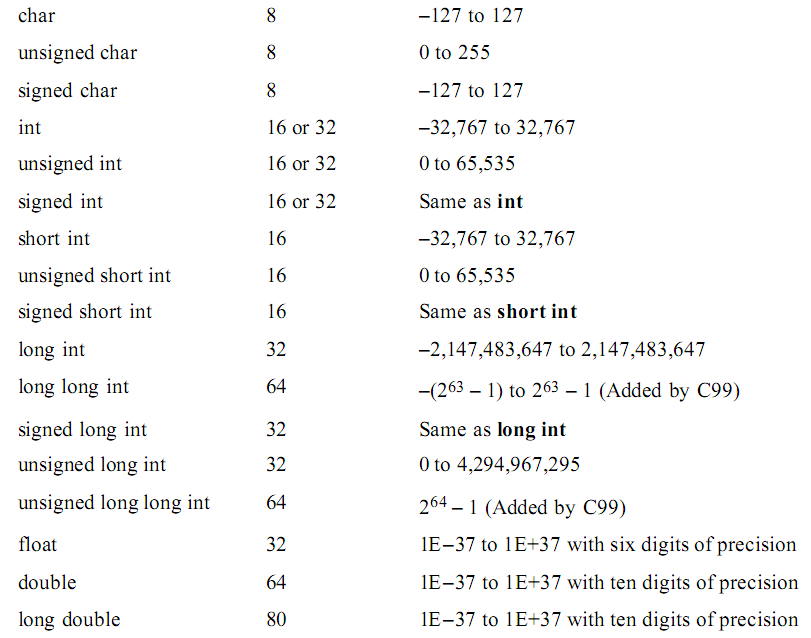 char 8 –127 to 127
unsigned char 8 0 to 255
signed char 8 –127 to 127
int 16 or 32 –32,767 to 32,767
unsigned int 16 or 32 0 to 65,535
signed int 16 or 32 Same as int
short int 16 –32,767 to 32,767
unsigned short int 16 0 to 65,535
signed short int 16 Same as short int
long int 32 –2,147,483,647 to 2,147,483,647
long long int 64 –(2⁶³ – 1) to 2⁶³ – 1 (Added by C99)
signed long int 32 Same as long int
unsigned long int 32 0 to 4,294,967,295
unsigned long long int 64 2⁶⁴ – 1 (Added by C99)
float 32 1E–37 to 1E+37 with six digits of precision
double 64 1E–37 to 1E+37 with ten digits of precision
long double 80 1E–37 to 1E+37 with ten digits of precision